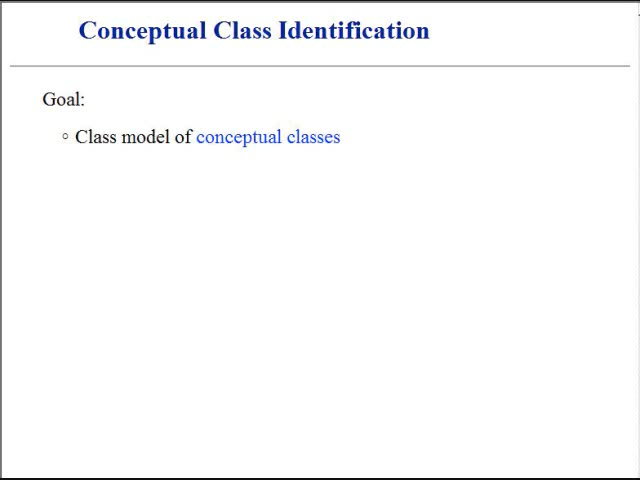 Conceptual Class Identification
Goal:
◦ Class model of conceptual classes